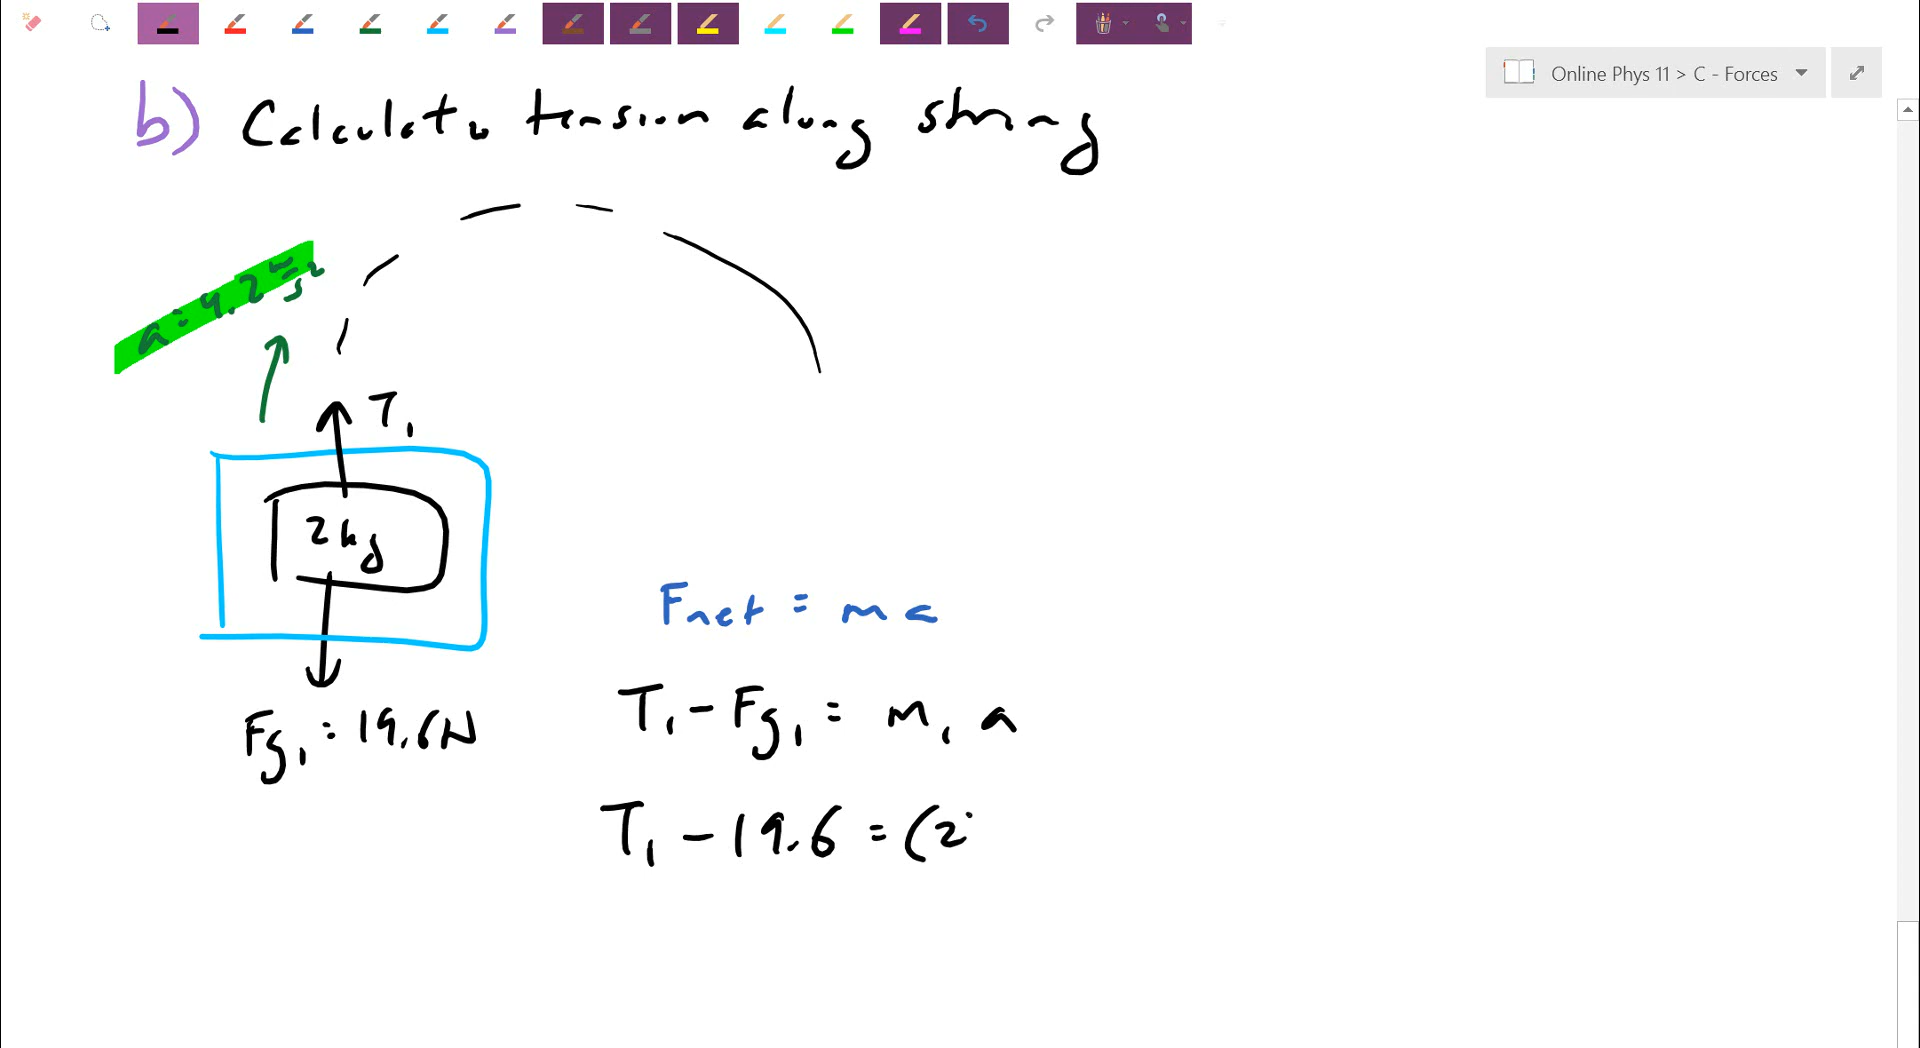 Online Phys 11 > C - Forces
b) Calculate tension along string
a = 4.2 m/s²
T₁
2kg
Fg₁ = 19.6N
Fnet = ma
T₁ - Fg₁ = m₁ a
T₁ - 19.6 = (2